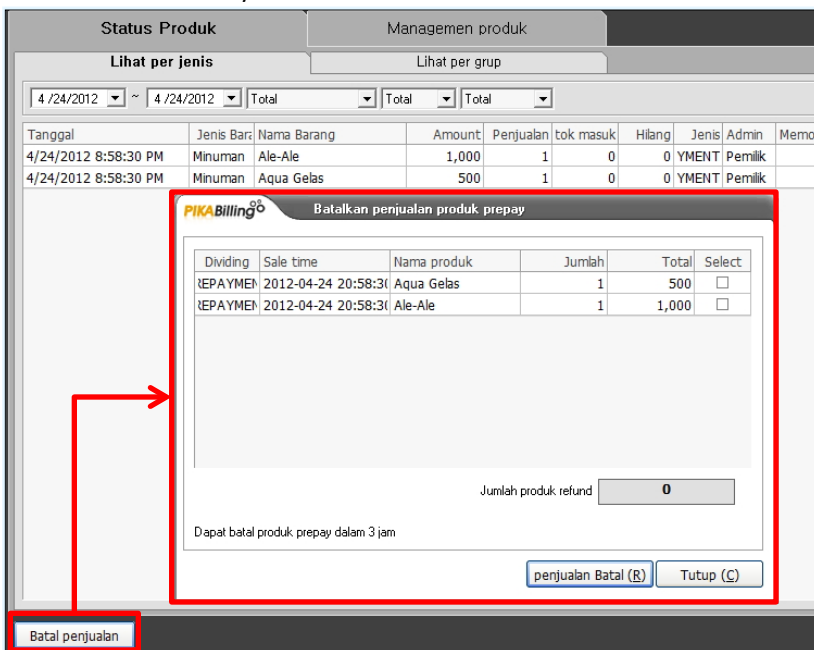 Status Produk Managemen produk
Lihat per jenis Lihat per grup
4 /24/2012 ~ 4 /24/2012 Total Total Total
Tanggal Jenis Bara Nama Barang Amount Penjualan tok masuk Hilang Jenis Admin Memo
4/24/2012 8:58:30 PM Minuman Ale-Ale 1,000 1 0 0 YMENT Pemilik
4/24/2012 8:58:30 PM Minuman Aqua Gelas 500 1 0 0 YMENT Pemilik
PIKABilling Batalkan penjualan produk prepay
Dividing Sale time Nama produk Jumlah Total Select
REPAYMEN 2012-04-24 20:58:3( Aqua Gelas 1 500
REPAYMEN 2012-04-24 20:58:3( Ale-Ale 1 1,000
Jumlah produk refund 0
Dapat batal produk prepay dalam 3 jam
penjualan Batal (R) Tutup (C)
Batal penjualan